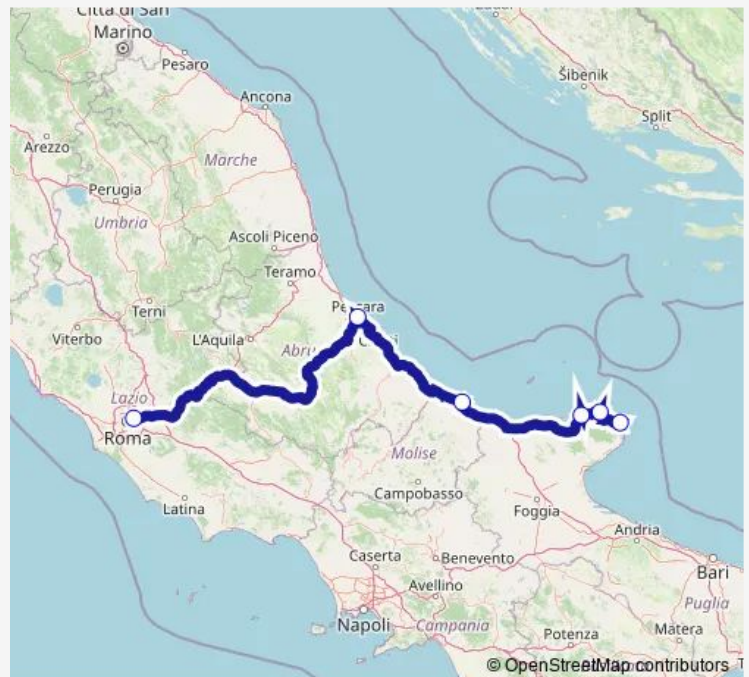 Città di San
Marino
Pesaro
Šibenik
Ancona
Split
Arezzo
Marche
Perugia
Umbria
Ascoli Piceno
Teramo
Terni
Viterbo
L'Aquila
Lazio
Roma
Molise
Latina
Campobasso
Foggia
Andria
Caserta
Benevento
Bari
Avellino
Puglia
Napoli
Campania
Matera
Potenza
© OpenStreetMap contributors